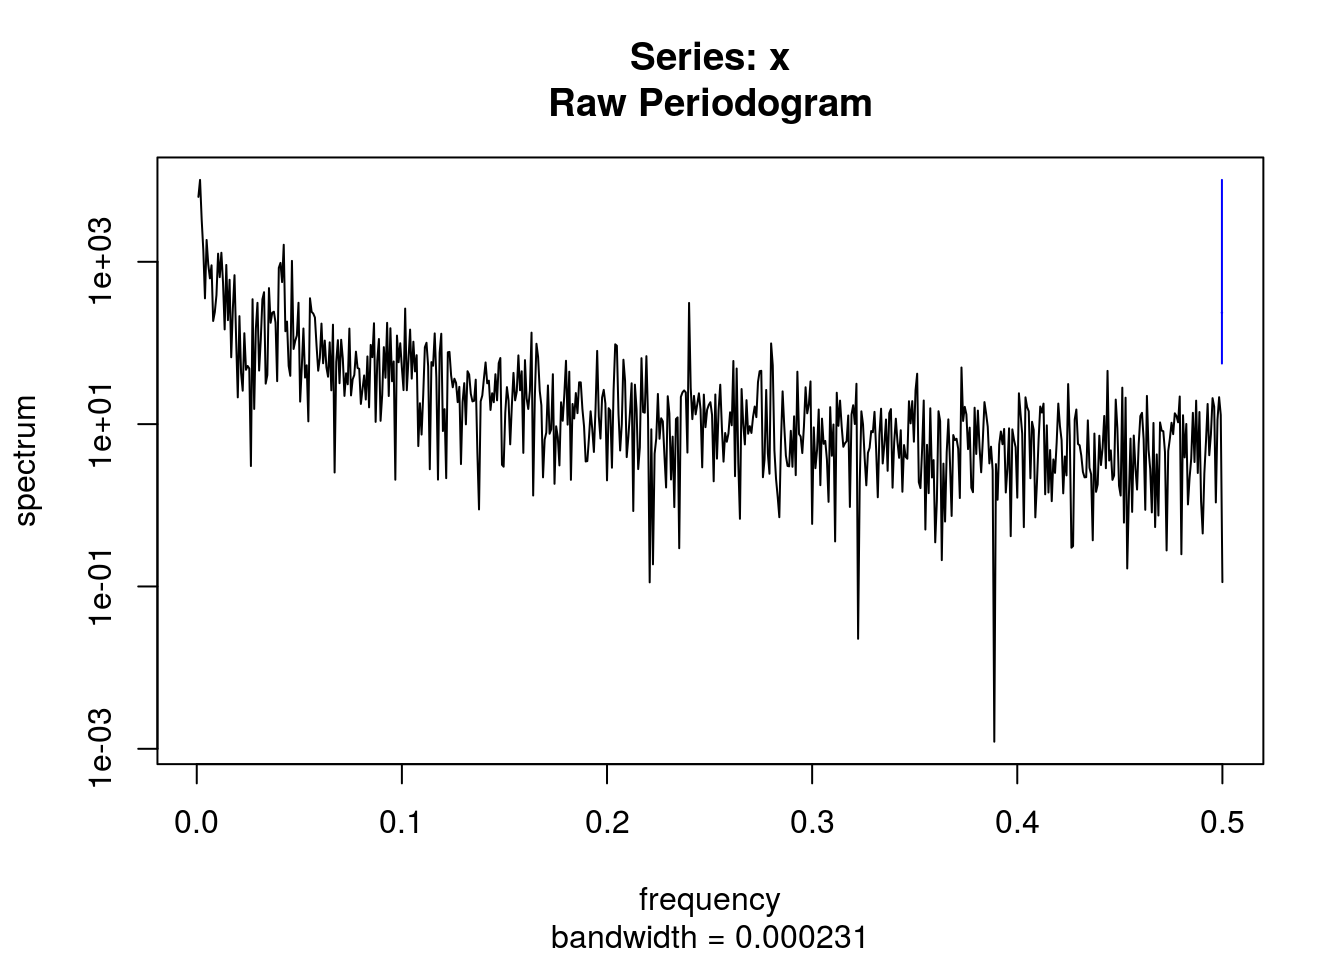 Series: x
Raw Periodogram
spectrum
1e+03
1e+01
1e-01
1e-03
0.0 0.1 0.2 0.3 0.4 0.5
frequency
bandwidth = 0.000231